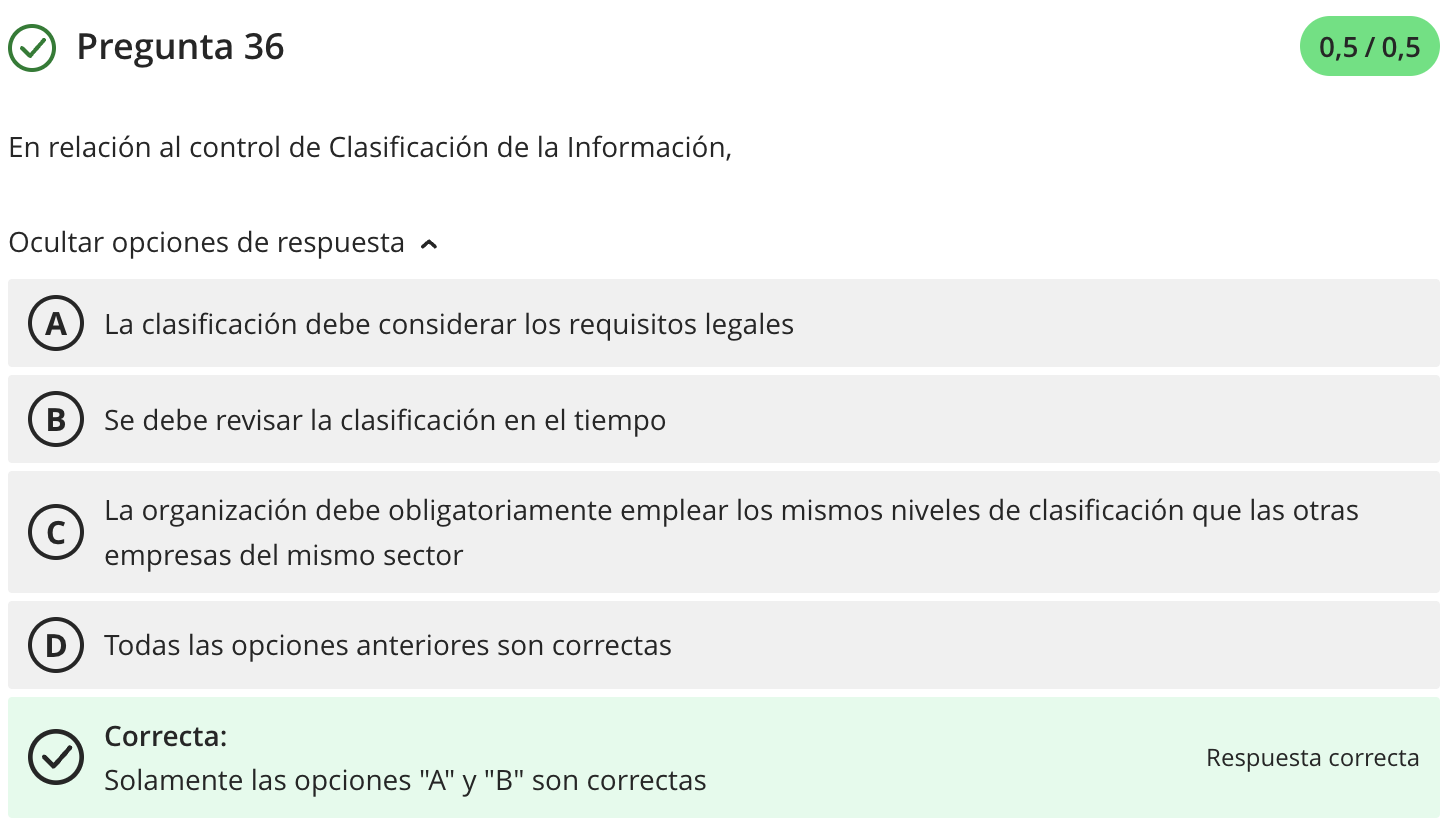 Pregunta 36
0,5 / 0,5
En relación al control de Clasificación de la Información,
Ocultar opciones de respuesta
A La clasificación debe considerar los requisitos legales
B Se debe revisar la clasificación en el tiempo
C La organización debe obligatoriamente emplear los mismos niveles de clasificación que las otras
empresas del mismo sector
D Todas las opciones anteriores son correctas
Correcta:
Solamente las opciones "A" y "B" son correctas
Respuesta correcta